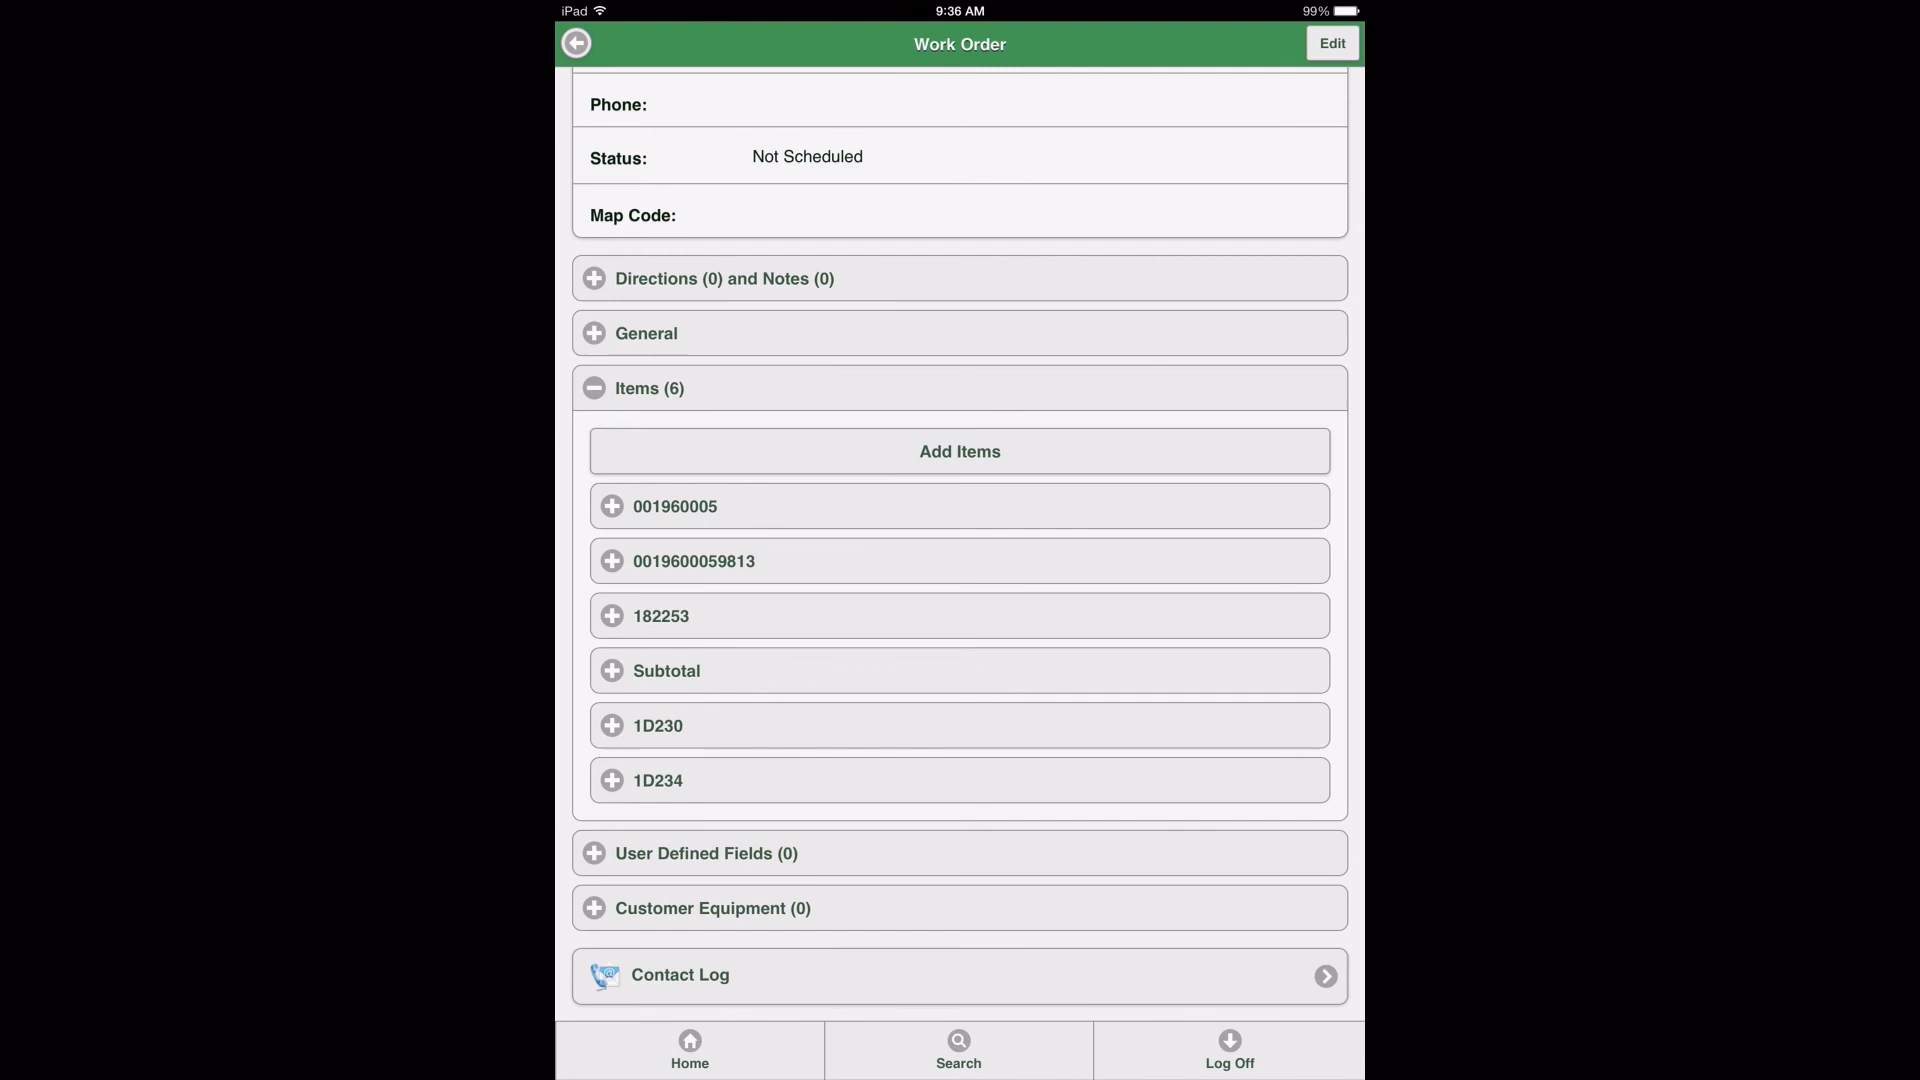 iPad 9:36 AM 99%
Work Order Edit
Phone:
Status: Not Scheduled
Map Code:
Directions (0) and Notes (0)
General
Items (6)
Add Items
001960005
0019600059813
182253
Subtotal
1D230
1D234
User Defined Fields (0)
Customer Equipment (0)
Contact Log
Home Search Log Off